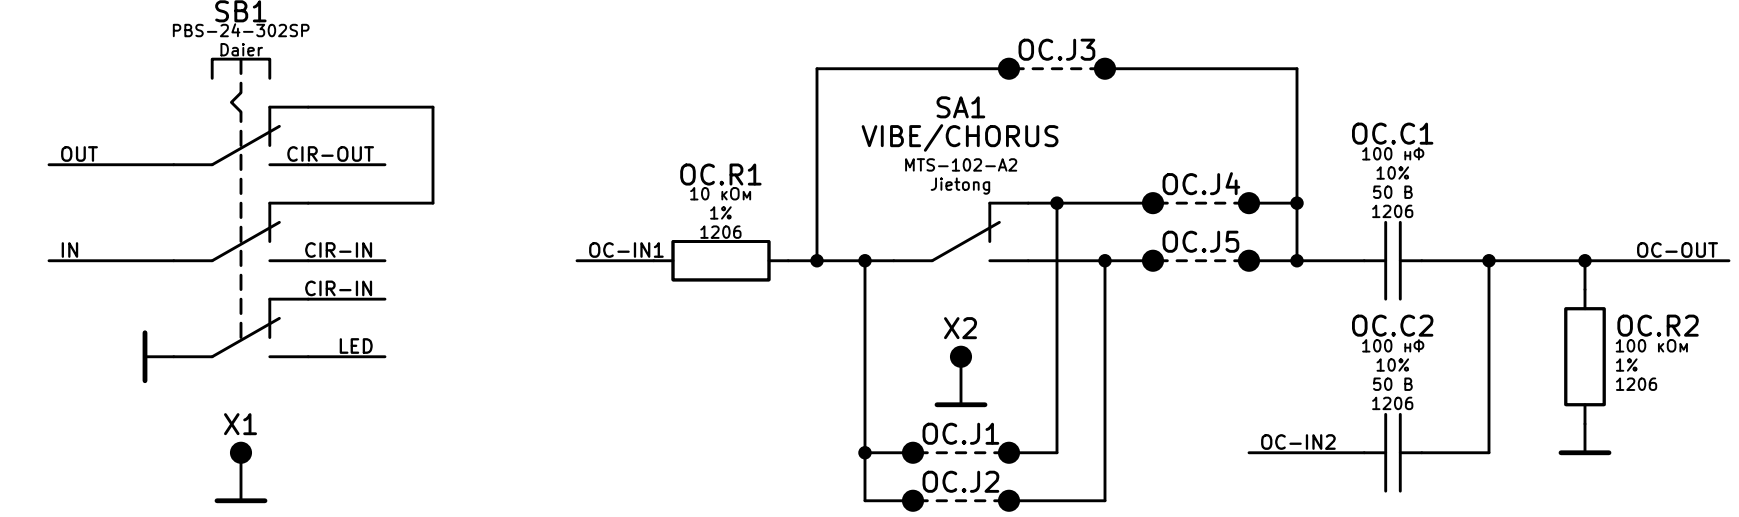 SB1
PBS-24-302SP
Daier
OUT
CIR-OUT
IN
CIR-IN
CIR-IN
LED
X1
OC.J3
SA1
VIBE/CHORUS
MTS-102-A2
Jietong
OC.R1
10 кОм
1%
1206
OC-IN1
OC.J4
OC.J5
X2
OC.J1
OC.J2
OC.C1
100 нФ
10%
50 В
1206
OC-OUT
OC.C2
100 нФ
10%
50 В
1206
OC-IN2
OC.R2
100 кОм
1%
1206